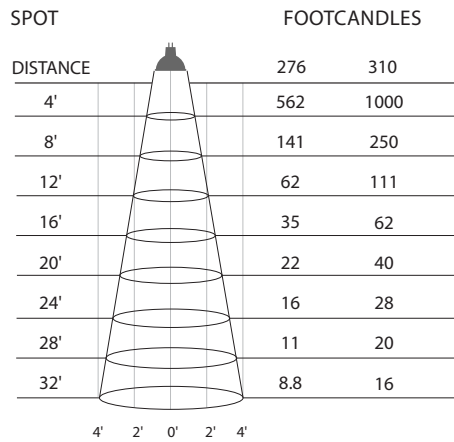 SPOT FOOTCANDLES
DISTANCE 276 310
4' 562 1000
8' 141 250
12' 62 111
16' 35 62
20' 22 40
24' 16 28
28' 11 20
32' 8.8 16
4' 2' 0' 2' 4'